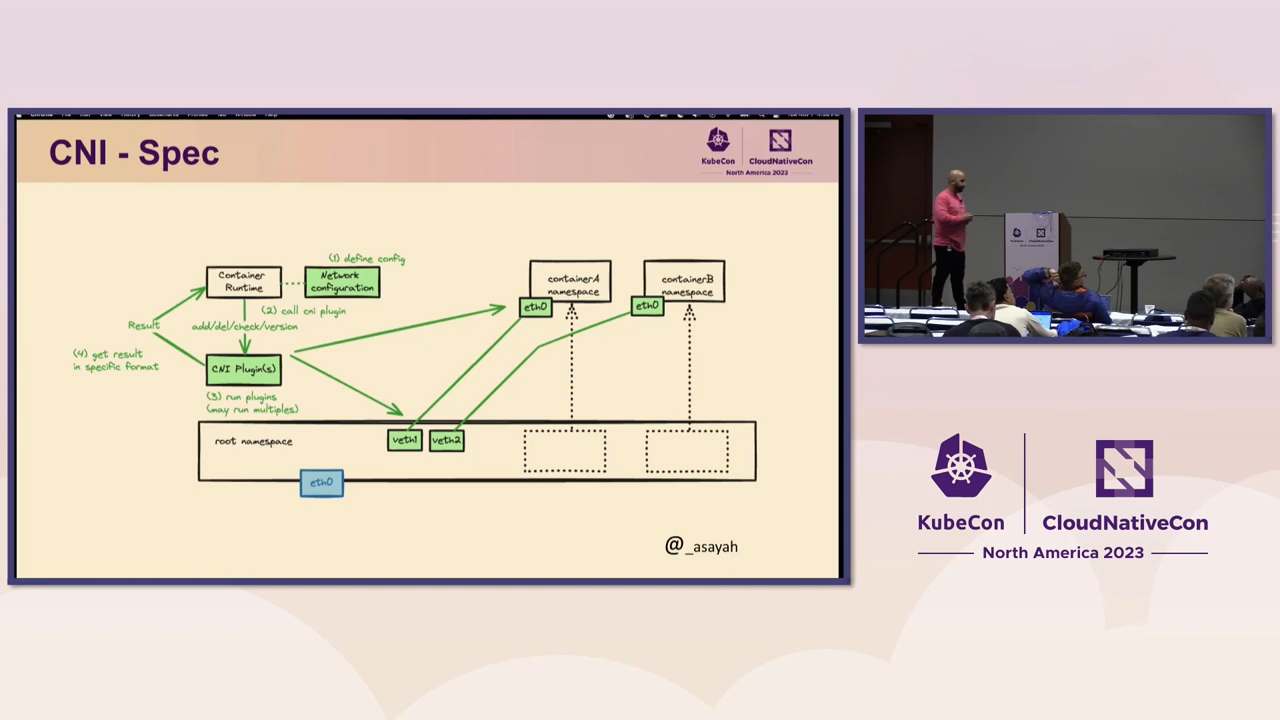 CNI - Spec
KubeCon
CloudNativeCon
North America 2023
(1) define config
Container
Runtime
Network
configuration
(2) call cni plugin
add/del/check/version
Result
(4) get result
in specific format
CNI Plugin(s)
(3) run plugins
(may run multiples)
containerA
namespace
eth0
containerB
namespace
eth0
root namespace
veth1
veth2
eth0
@_asayah
KubeCon
CloudNativeCon
North America 2023